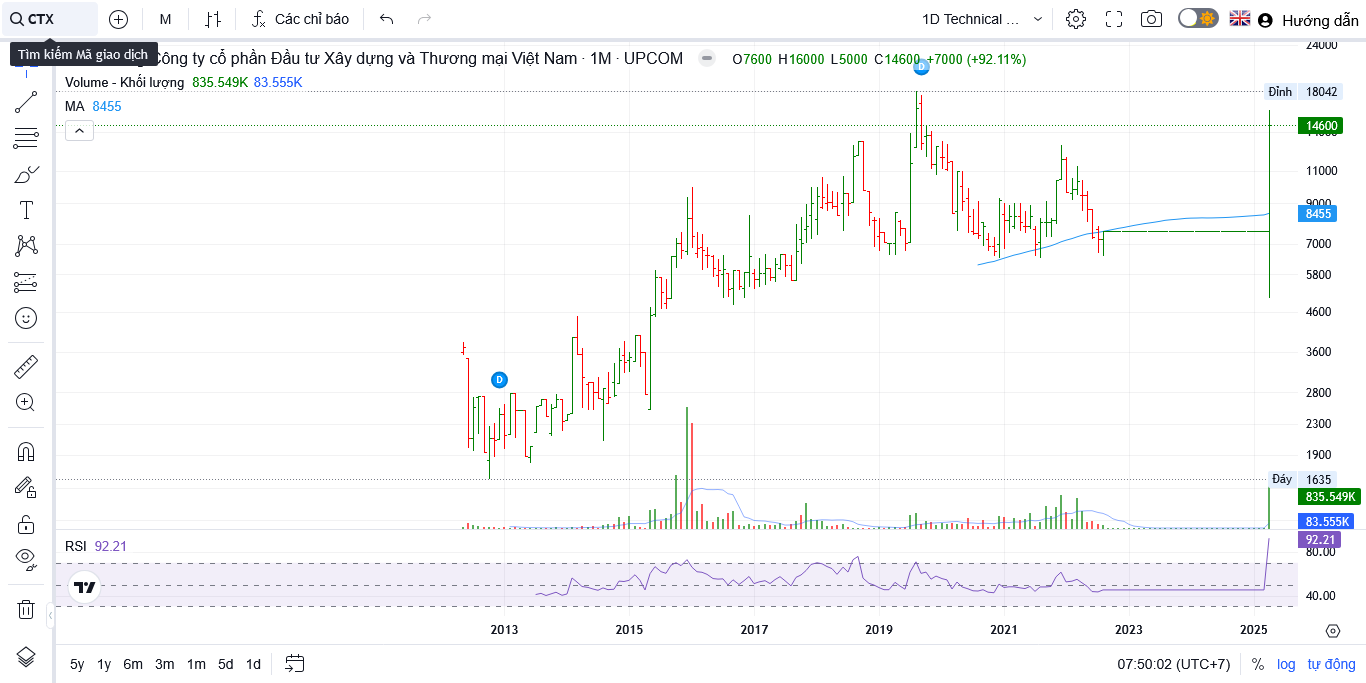 CTX
M
Các chỉ báo
1D Technical ...
Hướng dẫn
Tìm kiếm Mã giao dịch
Công ty cổ phần Đầu tư Xây dựng và Thương mại Việt Nam · 1M · UPCOM
O7600 H16000 L5000 C14600 +7000 (+92.11%)
Volume - Khối lượng 835.549K 83.555K
MA 8455
D
D
24000
Đỉnh 18042
14600
11000
9000
8455
7000
5800
4600
3600
2800
2300
1900
Đáy 1635
835.549K
83.555K
RSI 92.21
92.21
80.00
40.00
2013 2015 2017 2019 2021 2023 2025
5y 1y 6m 3m 1m 5d 1d
07:50:02 (UTC+7) % log tự động